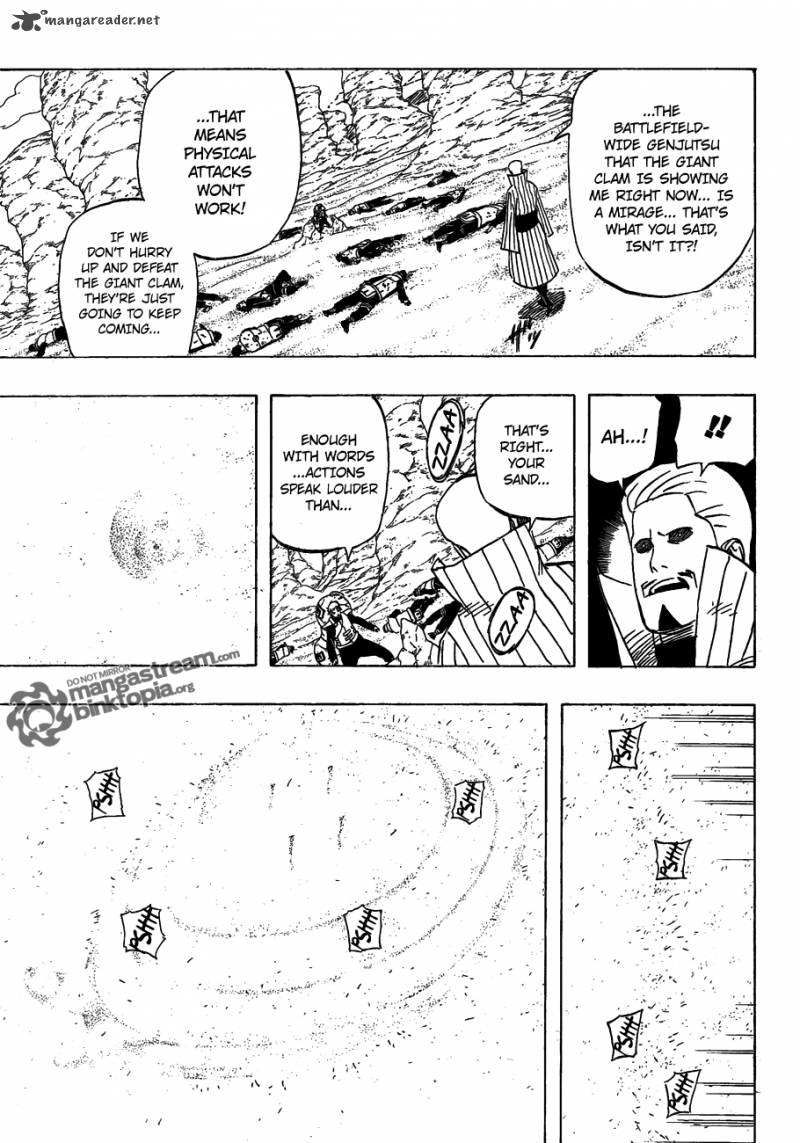 mangareader.net
...THE
BATTLEFIELD-
WIDE GENJUTSU
THAT THE GIANT
CLAM IS SHOWING
ME RIGHT NOW... IS
A MIRAGE... THAT'S
WHAT YOU SAID,
ISN'T IT?!
...THAT
MEANS
PHYSICAL
ATTACKS
WON'T
WORK!
IF WE
DON'T HURRY
UP AND DEFEAT
THE GIANT CLAM,
THEY'RE JUST
GOING TO KEEP
COMING...
!!
AH...!
THAT'S
RIGHT...
YOUR
SAND...
ZZAA
ZZAA
ENOUGH
WITH WORDS
...ACTIONS
SPEAK LOUDER
THAN...
DO NOT MIRROR
mangastream.com
binktopia.org
PSHH
PSHH
PSHH
PSHH
PSHH
PSHH
PSHH
PSHH